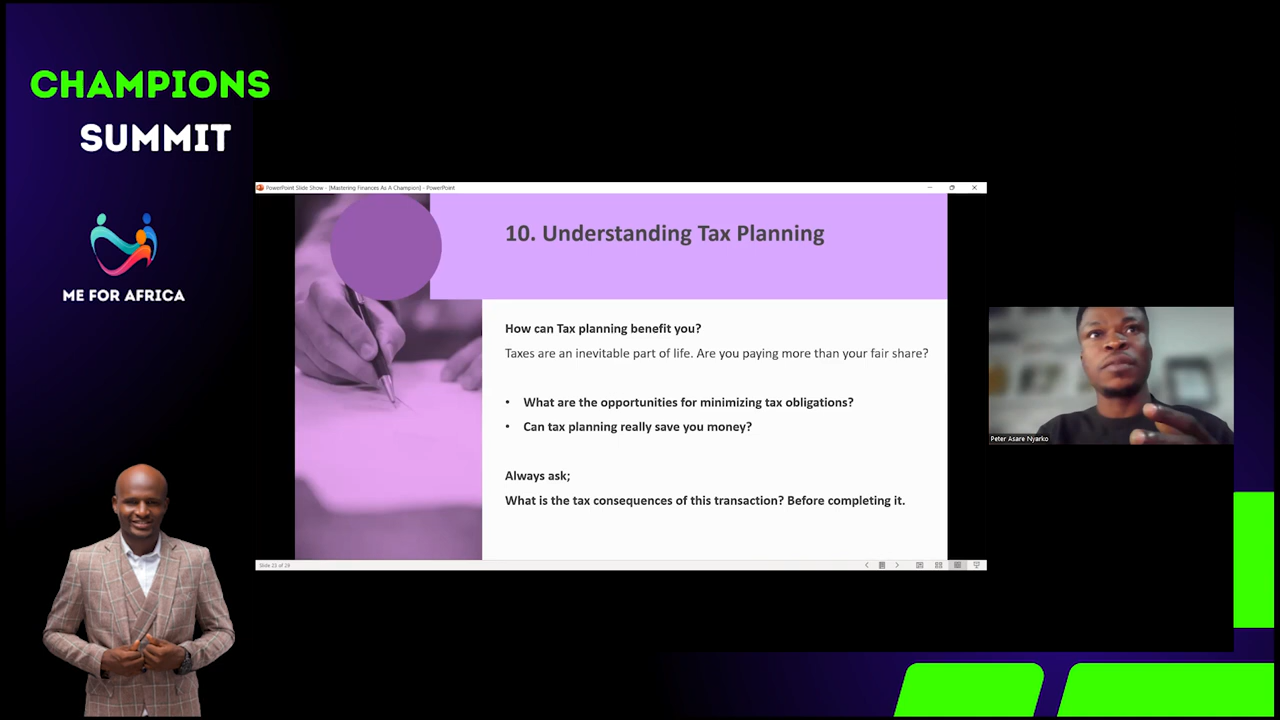 CHAMPIONS
SUMMIT
ME FOR AFRICA
PowerPoint Slide Show - [Mastering Finances As A Champion] - PowerPoint
10. Understanding Tax Planning
How can Tax planning benefit you?
Taxes are an inevitable part of life. Are you paying more than your fair share?
• What are the opportunities for minimizing tax obligations?
• Can tax planning really save you money?
Always ask;
What is the tax consequences of this transaction? Before completing it.
Peter Asare Nyarko